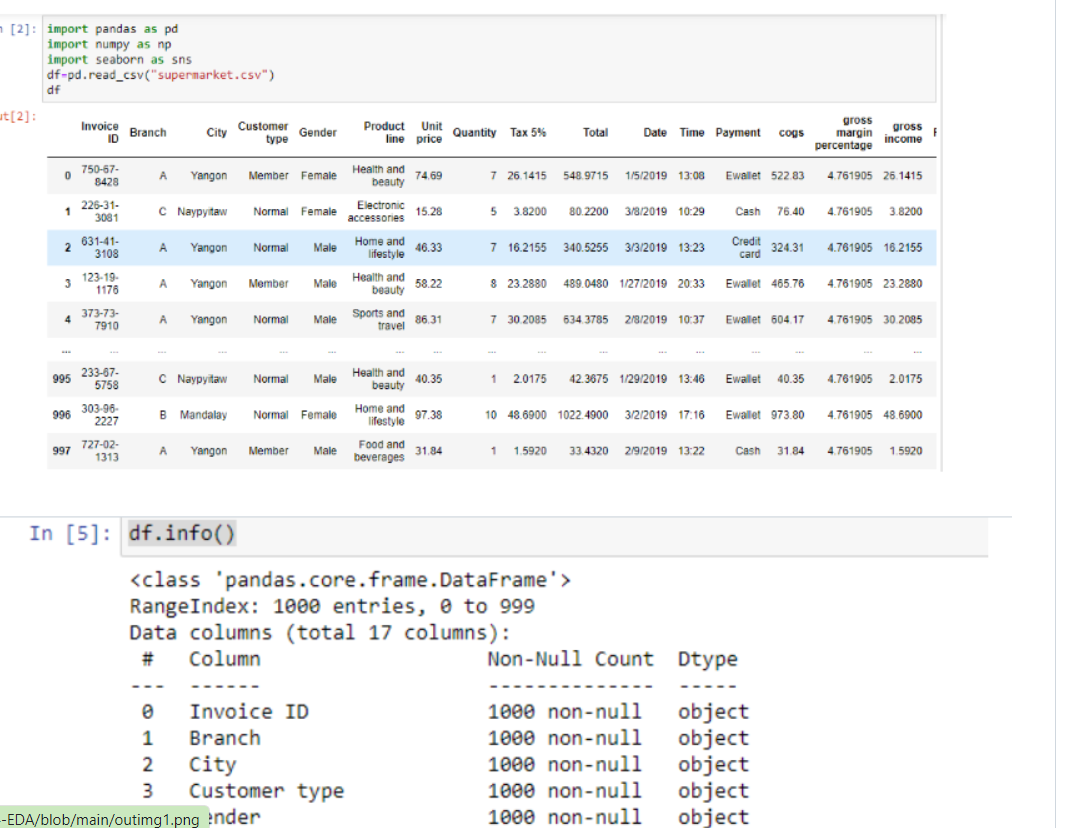 n [2]: import pandas as pd
import numpy as np
import seaborn as sns
df=pd.read_csv("supermarket.csv")
df
ut[2]:
Invoice ID Branch City Customer type Gender Product line Unit price Quantity Tax 5% Total Date Time Payment cogs gross margin percentage gross income
0 750-67-8428 A Yangon Member Female Health and beauty 74.69 7 26.1415 548.9715 1/5/2019 13:08 Ewallet 522.83 4.761905 26.1415
1 226-31-3081 C Naypyitaw Normal Female Electronic accessories 15.28 5 3.8200 80.2200 3/8/2019 10:29 Cash 76.40 4.761905 3.8200
2 631-41-3108 A Yangon Normal Male Home and lifestyle 46.33 7 16.2155 340.5255 3/3/2019 13:23 Credit card 324.31 4.761905 16.2155
3 123-19-1176 A Yangon Member Male Health and beauty 58.22 8 23.2880 489.0480 1/27/2019 20:33 Ewallet 465.76 4.761905 23.2880
4 373-73-7910 A Yangon Normal Male Sports and travel 86.31 7 30.2085 634.3785 2/8/2019 10:37 Ewallet 604.17 4.761905 30.2085
... ... ... ... ... ... ... ... ... ... ... ... ... ... ... ... ...
995 233-67-5758 C Naypyitaw Normal Male Health and beauty 40.35 1 2.0175 42.3675 1/29/2019 13:46 Ewallet 40.35 4.761905 2.0175
996 303-96-2227 B Mandalay Normal Female Home and lifestyle 97.38 10 48.6900 1022.4900 3/2/2019 17:16 Ewallet 973.80 4.761905 48.6900
997 727-02-1313 A Yangon Member Male Food and beverages 31.84 1 1.5920 33.4320 2/9/2019 13:22 Cash 31.84 4.761905 1.5920
In [5]: df.info()
<class 'pandas.core.frame.DataFrame'>
RangeIndex: 1000 entries, 0 to 999
Data columns (total 17 columns):
# Column Non-Null Count Dtype
--- ------ -------------- -----
0 Invoice ID 1000 non-null object
1 Branch 1000 non-null object
2 City 1000 non-null object
3 Customer type 1000 non-null object
ender 1000 non-null object
-EDA/blob/main/outimg1.png